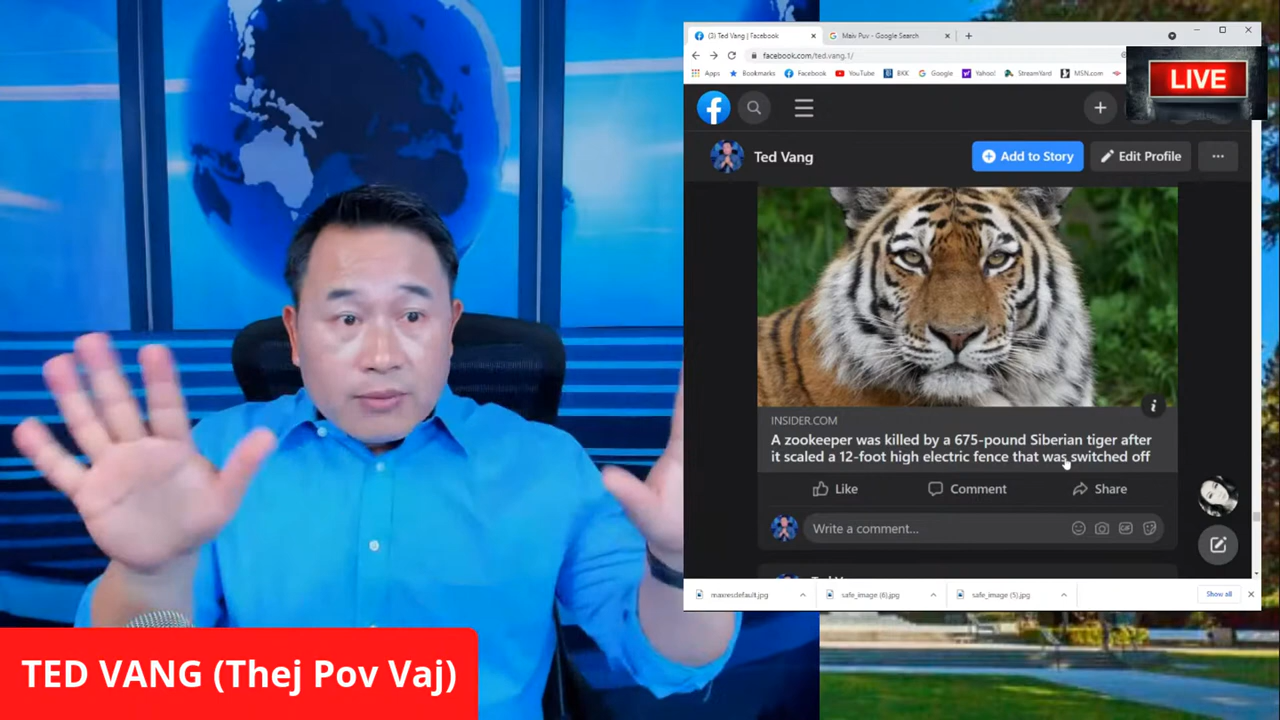 (3) Ted Vang | Facebook
Maiv Puv - Google Search
facebook.com/ted.vang.1/
Apps Bookmarks Facebook YouTube BKK Google Yahoo! StreamYard MSN.com
LIVE
Ted Vang
Add to Story
Edit Profile
INSIDER.COM
A zookeeper was killed by a 675-pound Siberian tiger after
it scaled a 12-foot high electric fence that was switched off
Like Comment Share
Write a comment...
GIF
maxresdefault.jpg
safe_image (6).jpg
safe_image (5).jpg
Show all
TED VANG (Thej Pov Vaj)